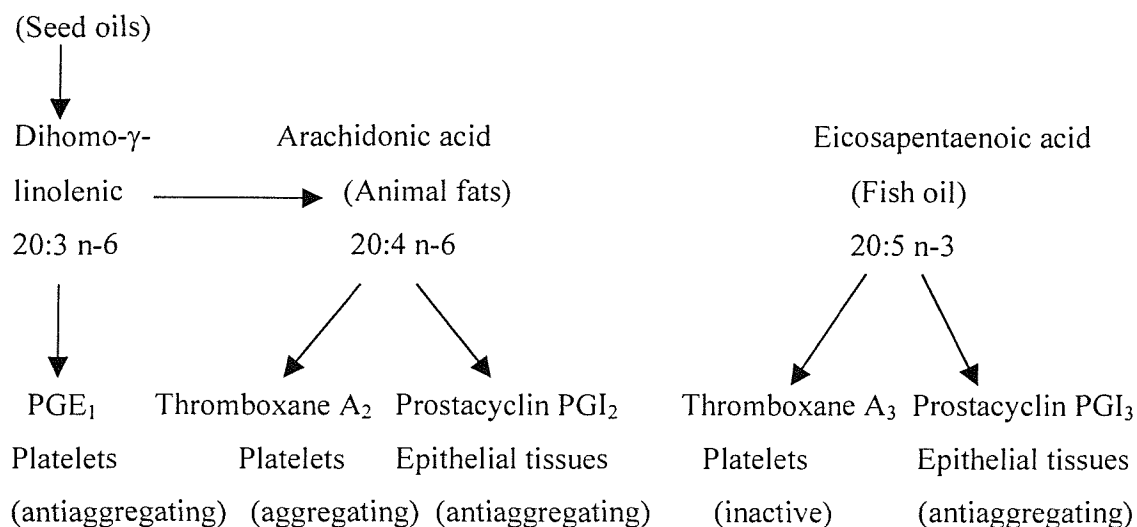 (Seed oils)
Dihomo-γ- Arachidonic acid Eicosapentaenoic acid
linolenic (Animal fats) (Fish oil)
20:3 n-6 20:4 n-6 20:5 n-3
PGE₁ Thromboxane A₂ Prostacyclin PGI₂ Thromboxane A₃ Prostacyclin PGI₃
Platelets Platelets Epithelial tissues Platelets Epithelial tissues
(antiaggregating) (aggregating) (antiaggregating) (inactive) (antiaggregating)